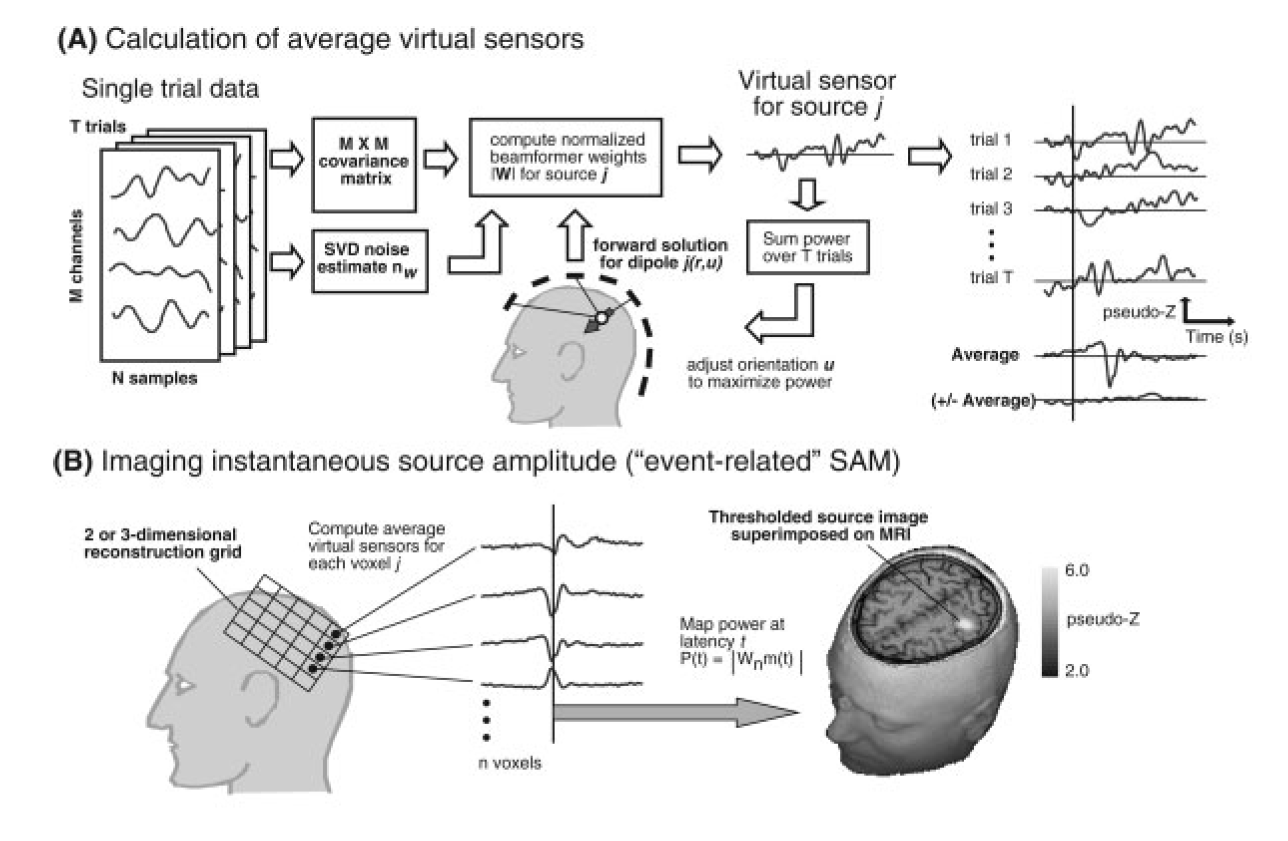 (A) Calculation of average virtual sensors
Single trial data
T trials
M channels
N samples
M X M
covariance
matrix
SVD noise
estimate nw
compute normalized
beamformer weights
|W| for source j
forward solution
for dipole j(r,u)
Virtual sensor
for source j
Sum power
over T trials
adjust orientation u
to maximize power
trial 1
trial 2
trial 3
trial T
pseudo-Z
Time (s)
Average
(+/- Average)
(B) Imaging instantaneous source amplitude (“event-related” SAM)
2 or 3-dimensional
reconstruction grid
Compute average
virtual sensors for
each voxel j
n voxels
Map power at
latency t
P(t) = |Wnm(t)|
Thresholded source image
superimposed on MRI
6.0
pseudo-Z
2.0